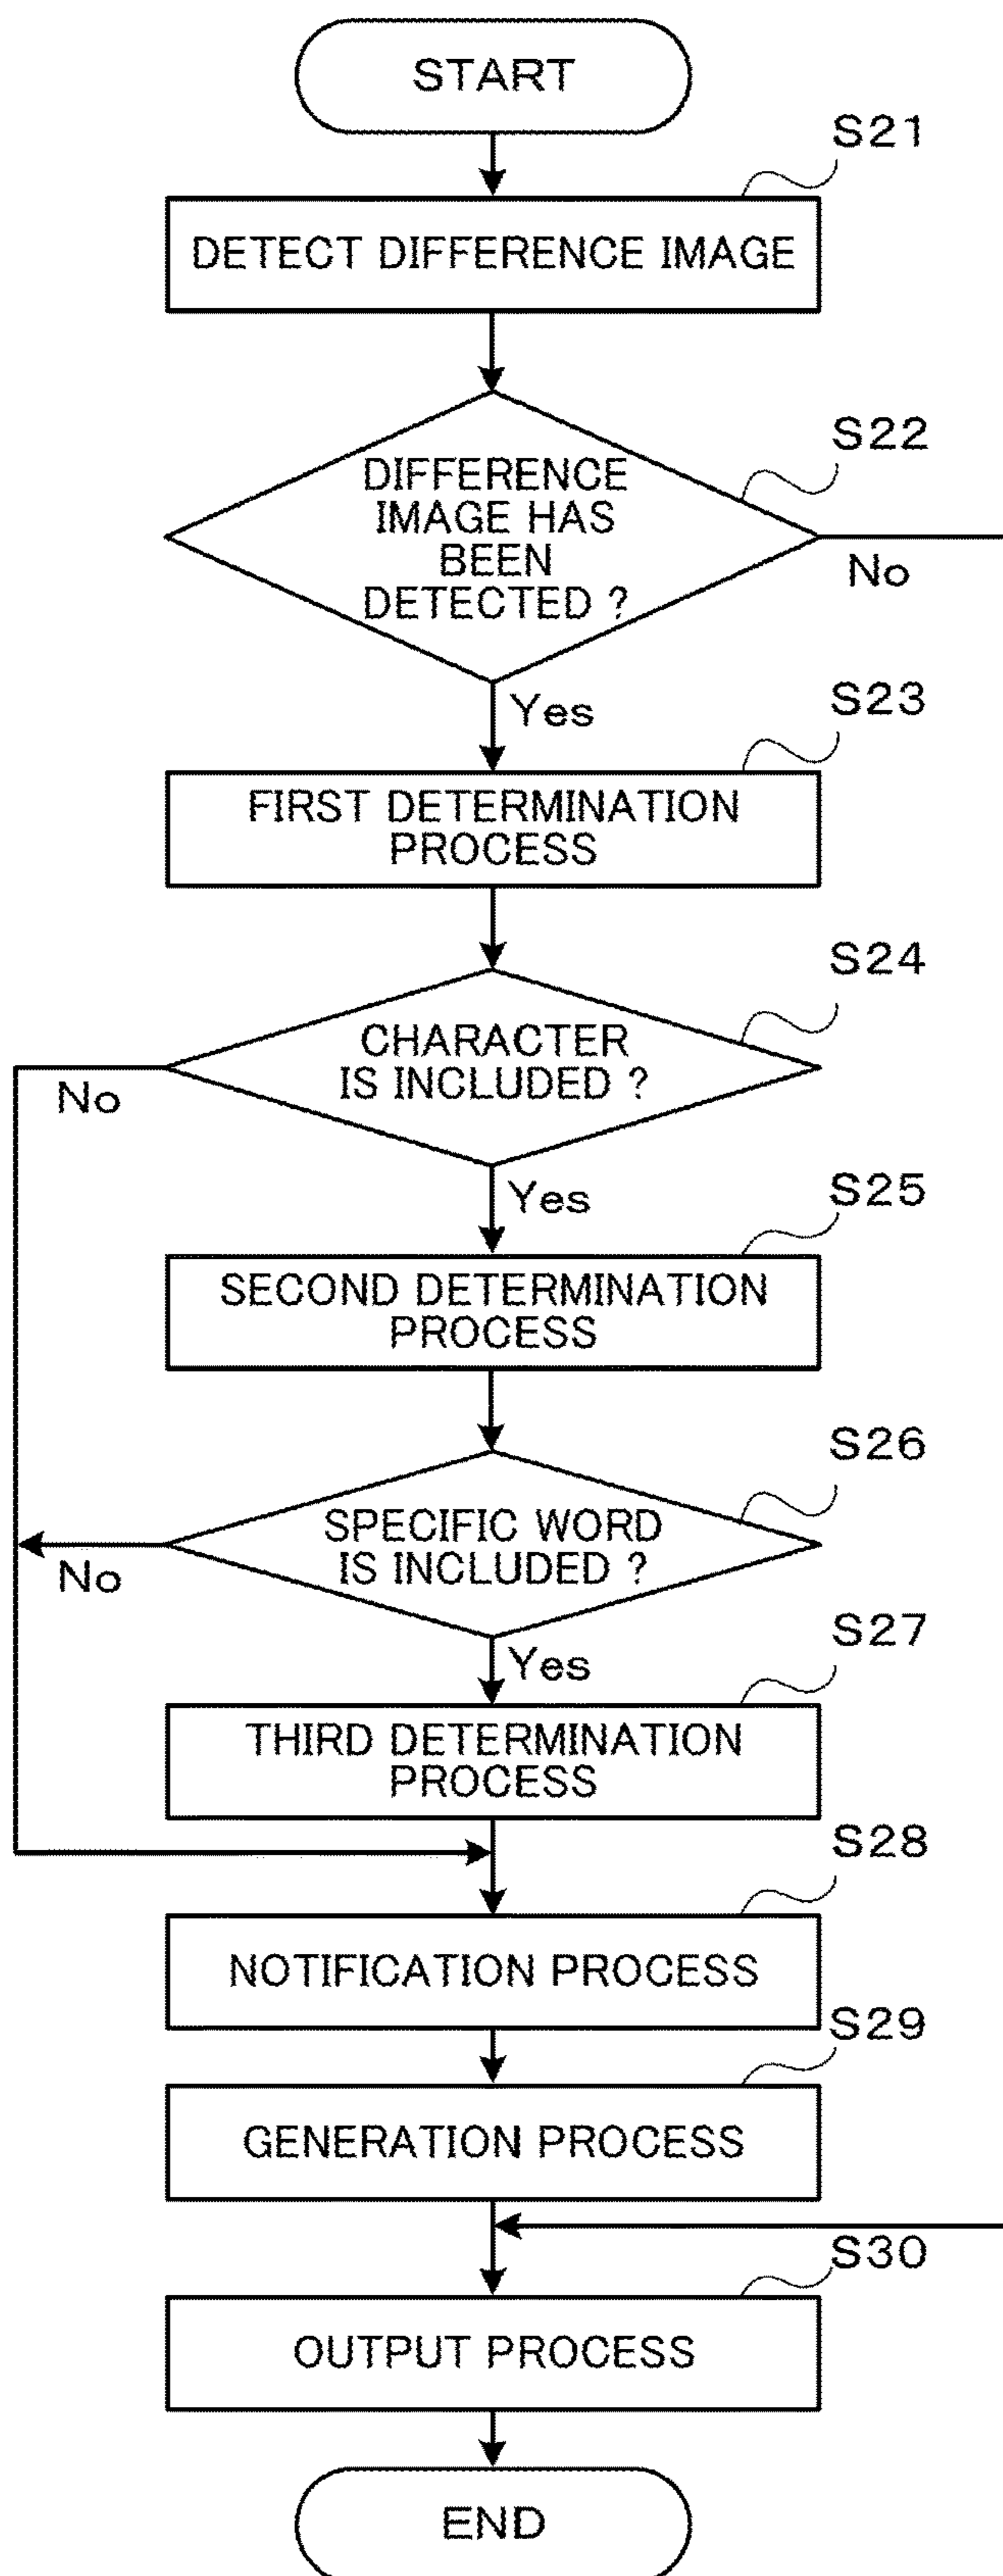 START
S21
DETECT DIFFERENCE IMAGE
S22
DIFFERENCE
IMAGE HAS
BEEN
DETECTED ?
No
Yes
S23
FIRST DETERMINATION
PROCESS
S24
CHARACTER
IS INCLUDED ?
No
Yes
S25
SECOND DETERMINATION
PROCESS
S26
SPECIFIC WORD
IS INCLUDED ?
No
Yes
S27
THIRD DETERMINATION
PROCESS
S28
NOTIFICATION PROCESS
S29
GENERATION PROCESS
S30
OUTPUT PROCESS
END